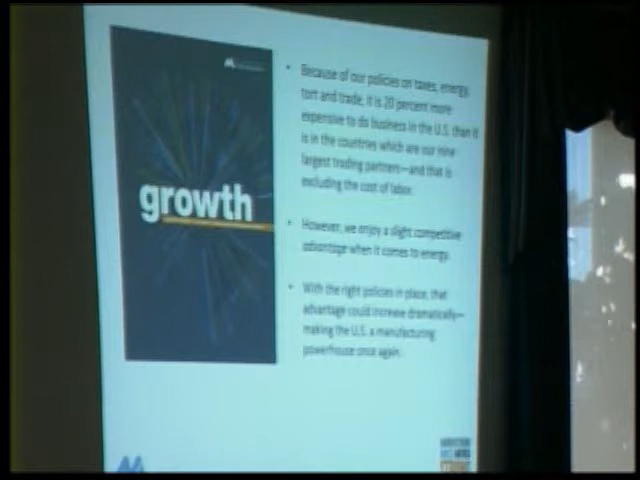 growth
• Because of our policies on taxes, energy,
tort and trade, it is 20 percent more
expensive to do business in the U.S. than it
is in the countries which are our nine
largest trading partners—and that is
excluding the cost of labor.
• However, we enjoy a slight competitive
advantage when it comes to energy.
• With the right policies in place, that
advantage could increase dramatically—
making the U.S. a manufacturing
powerhouse once again.